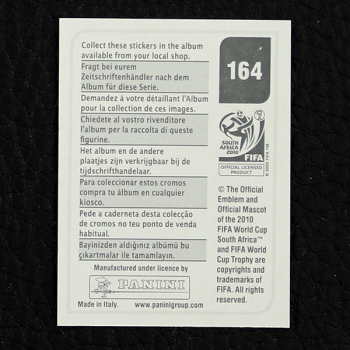 Collect these stickers in the album
available from your local shop.
Fragt bei eurem
Zeitschriftenhändler nach dem
Album für diese Serie.
Demandez à votre détaillant l'Album
pour la collection de ces images.
Chiedete al vostro rivenditore
l'album per la raccolta di queste
figurine.
Het album en de andere
plaatjes zijn verkrijgbaar bij de
tijdschrifthandelaar.
Para coleccionar estos cromos
compra tu álbum en cualquier
kiosco.
Pede a caderneta desta colecção
de cromos no teu ponto de venda
habitual.
Bayinizden aldığınız albümü bu
çıkartmalar ile tamamlayın.
Manufactured under licence by
PANINI
Made in Italy. www.paninigroup.com
164
SOUTH AFRICA
2010
FIFA
OFFICIAL LICENSED
PRODUCT
© The Official
Emblem and
Official Mascot
of the 2010
FIFA World Cup
South Africa™
and FIFA World
Cup Trophy are
copyrights and
trademarks of
FIFA. All rights
reserved.